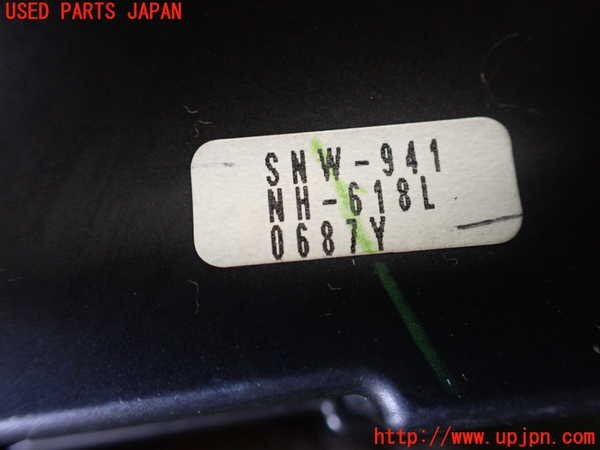 USED PARTS JAPAN
SNW-941
NH-618L
0687Y
http://www.upjpn.com/